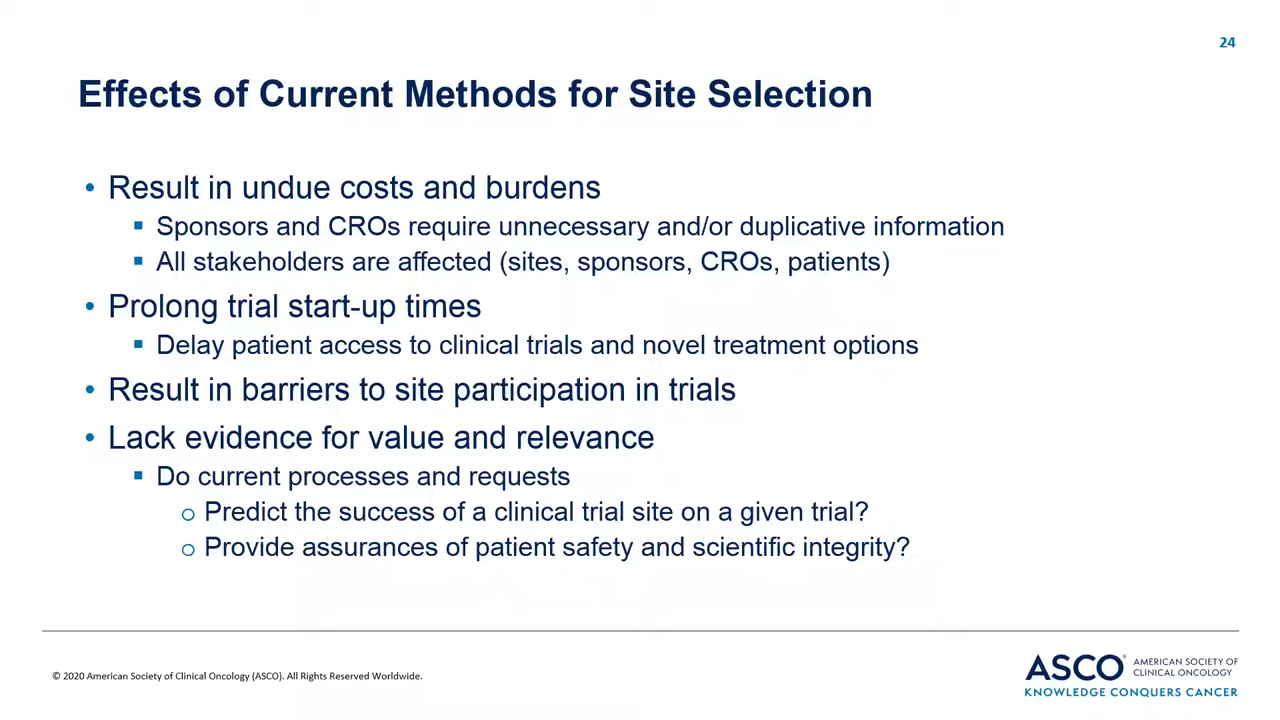 24
Effects of Current Methods for Site Selection
• Result in undue costs and burdens
▪ Sponsors and CROs require unnecessary and/or duplicative information
▪ All stakeholders are affected (sites, sponsors, CROs, patients)
• Prolong trial start-up times
▪ Delay patient access to clinical trials and novel treatment options
• Result in barriers to site participation in trials
• Lack evidence for value and relevance
▪ Do current processes and requests
o Predict the success of a clinical trial site on a given trial?
o Provide assurances of patient safety and scientific integrity?
© 2020 American Society of Clinical Oncology (ASCO). All Rights Reserved Worldwide.
ASCO® AMERICAN SOCIETY OF
CLINICAL ONCOLOGY
KNOWLEDGE CONQUERS CANCER